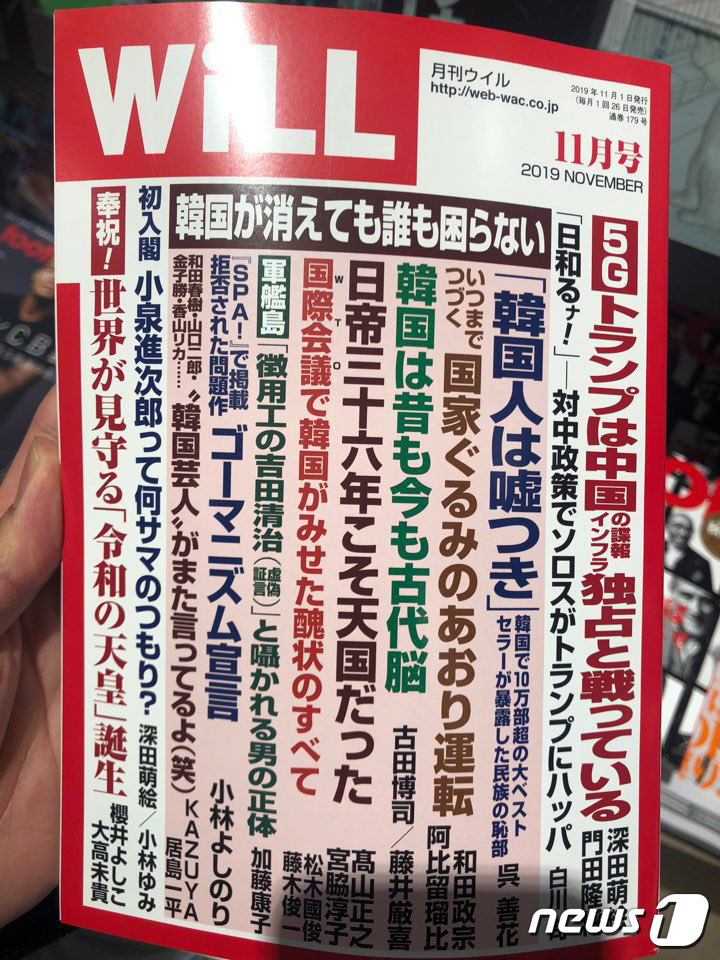 WiLL
月刊ウイル
http://web-wac.co.jp
2019年11月1日発行
(毎月1回26日発売)
通巻179号
11月号
2019 NOVEMBER
5G トランプは中国の諜報インフラ独占と戦っている
深田萌
門田隆
「日和るナ!」―対中政策でソロスがトランプにハッパ
白川
韓国が消えても誰も困らない
「韓国人は嘘つき」
韓国で10万部超の大ベスト
セラーが暴露した民族の恥部
呉 善花
いつまでつづく 国家ぐるみのあおり運転
和田政宗
阿比留瑠比
韓国は昔も今も古代脳
古田博司/藤井厳喜
日帝三十六年こそ天国だった
髙山正之
宮脇淳子
国際会議で韓国がみせた醜状のすべて
WTO
松木國俊
藤木俊一
軍艦島 「徴用工の吉田清治(虚偽証言)」と囁かれる男の正体
加藤康子
『SPA!』で掲載
拒否された問題作
ゴーマニズム宣言
小林よしのり
和田春樹・山口二郎・
金子勝・香山リカ……
〝韓国芸人〟がまた言ってるよ(笑)
KAZUYA
居島一平
初入閣 小泉進次郎って何サマのつもり?
深田萌絵/小林ゆみ
奉祝! 世界が見守る「令和の天皇」誕生
櫻井よしこ
大高未貴
news1